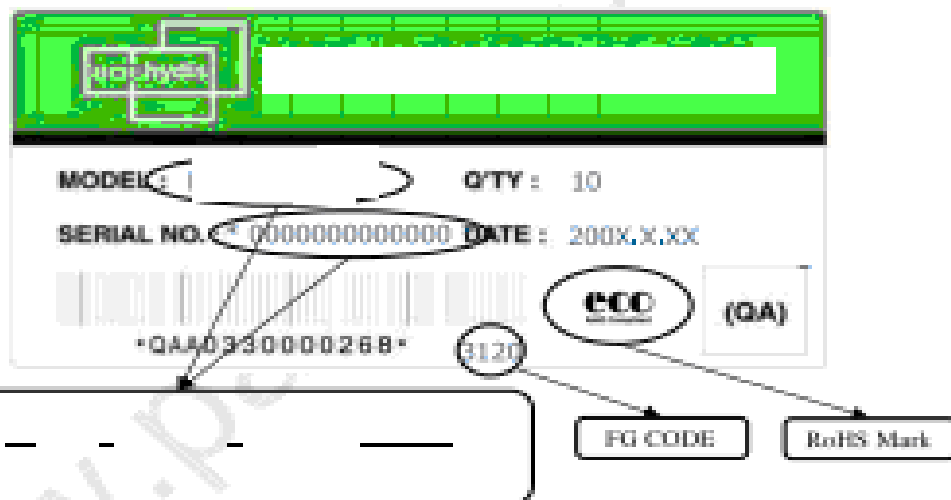 MODEL : Q'TY : 10
SERIAL NO. * 0000000000000 DATE : 200X.X.XX
eco
(QA)
*QAA0330000268*
3120
FG CODE
RoHS Mark